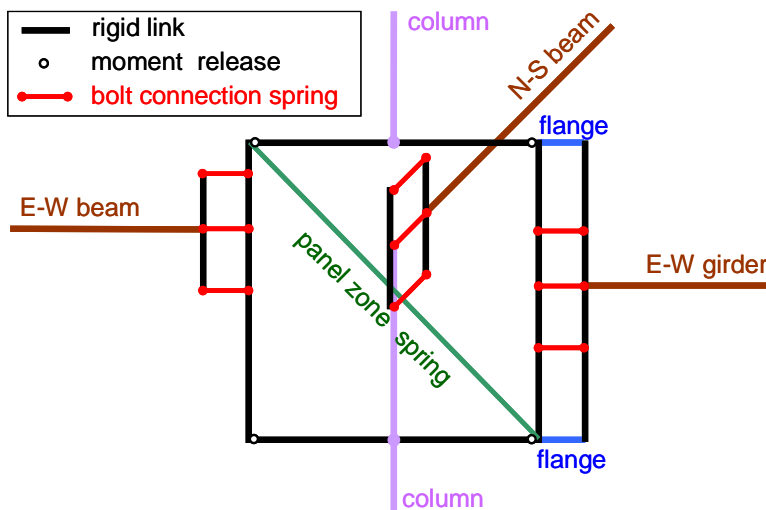 rigid link
moment release
bolt connection spring
column
N-S beam
flange
E-W beam
E-W girder
panel zone spring
flange
column